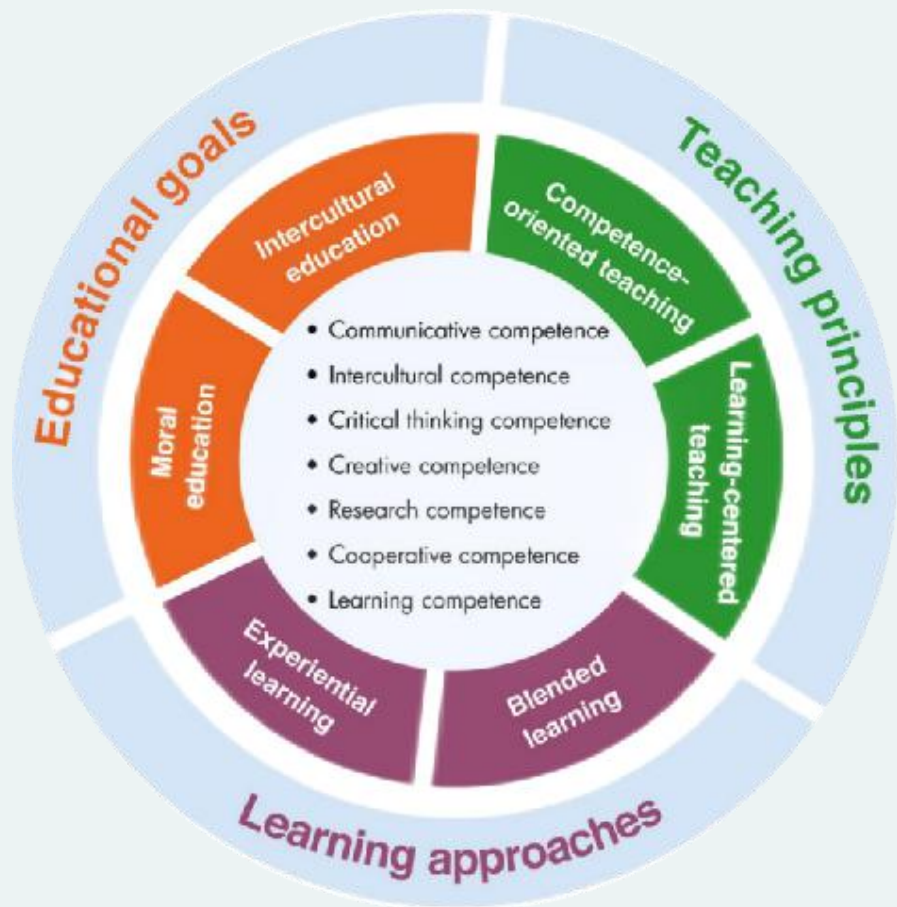 Educational goals
Intercultural
education
Moral
education
Teaching principles
Competence-
oriented teaching
Learning-centered
teaching
• Communicative competence
• Intercultural competence
• Critical thinking competence
• Creative competence
• Research competence
• Cooperative competence
• Learning competence
Experiential
learning
Blended
learning
Learning approaches